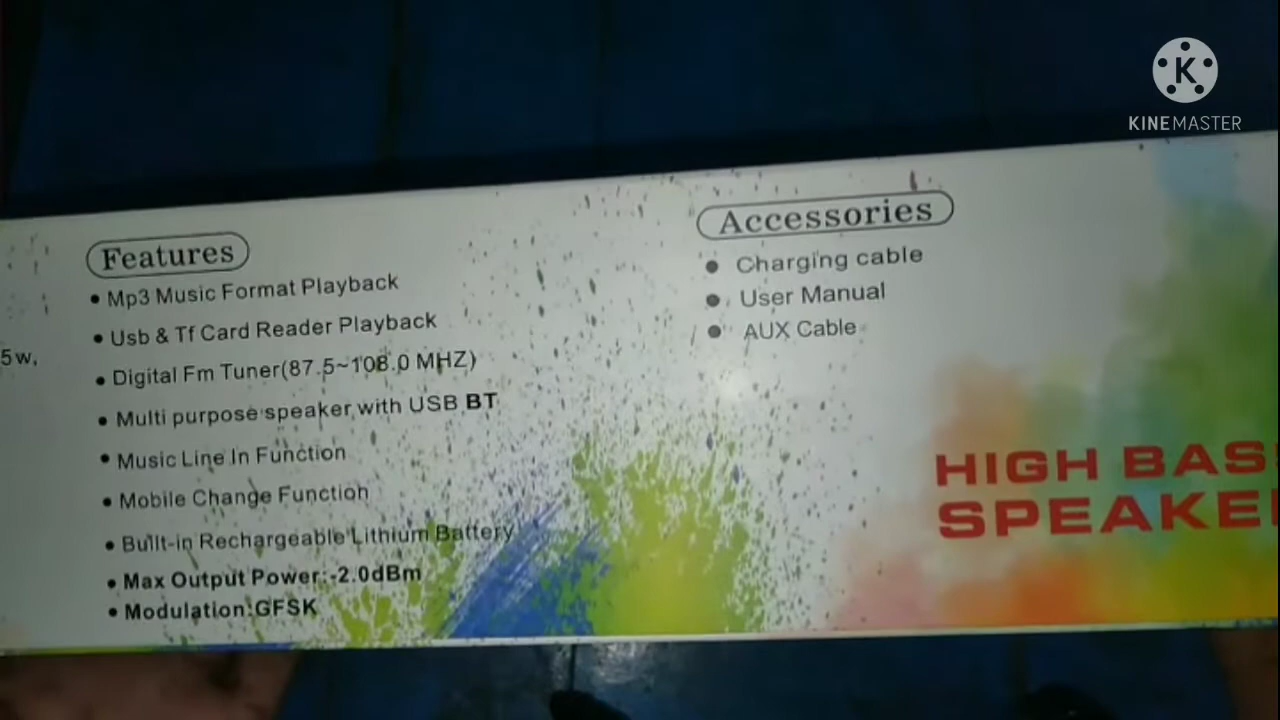 KINEMASTER
Features
• Mp3 Music Format Playback
• Usb & Tf Card Reader Playback
5w,
• Digital Fm Tuner(87.5~108.0 MHZ)
• Multi purpose speaker with USB BT
• Music Line In Function
• Mobile Change Function
• Built-in Rechargeable Lithium Battery
• Max Output Power:-2.0dBm
• Modulation:GFSK
Accessories
• Charging cable
• User Manual
• AUX Cable
HIGH BAS
SPEAKE